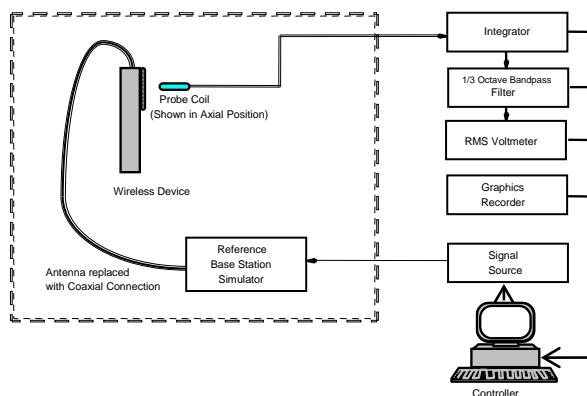 Integrator
1/3 Octave Bandpass
Filter
RMS Voltmeter
Graphics
Recorder
Probe Coil
(Shown in Axial Position)
Wireless Device
Reference
Base Station
Simulator
Antenna replaced
with Coaxial Connection
Signal
Source
Controller